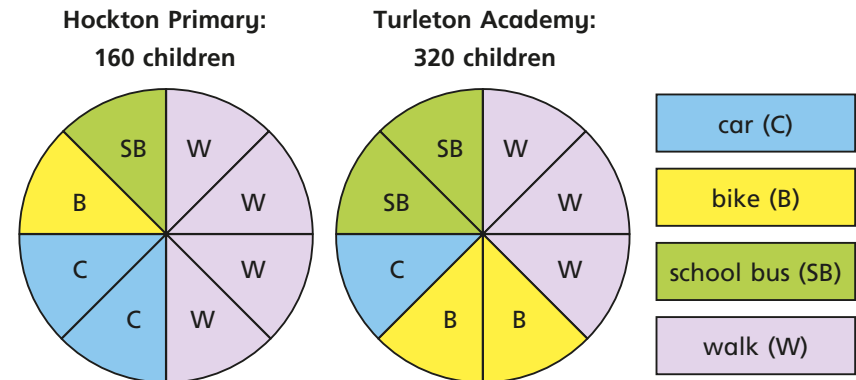 Hockton Primary:
160 children
Turleton Academy:
320 children
SB
W
B
W
C
W
C
W
SB
W
SB
W
C
W
B
B
car (C)
bike (B)
school bus (SB)
walk (W)